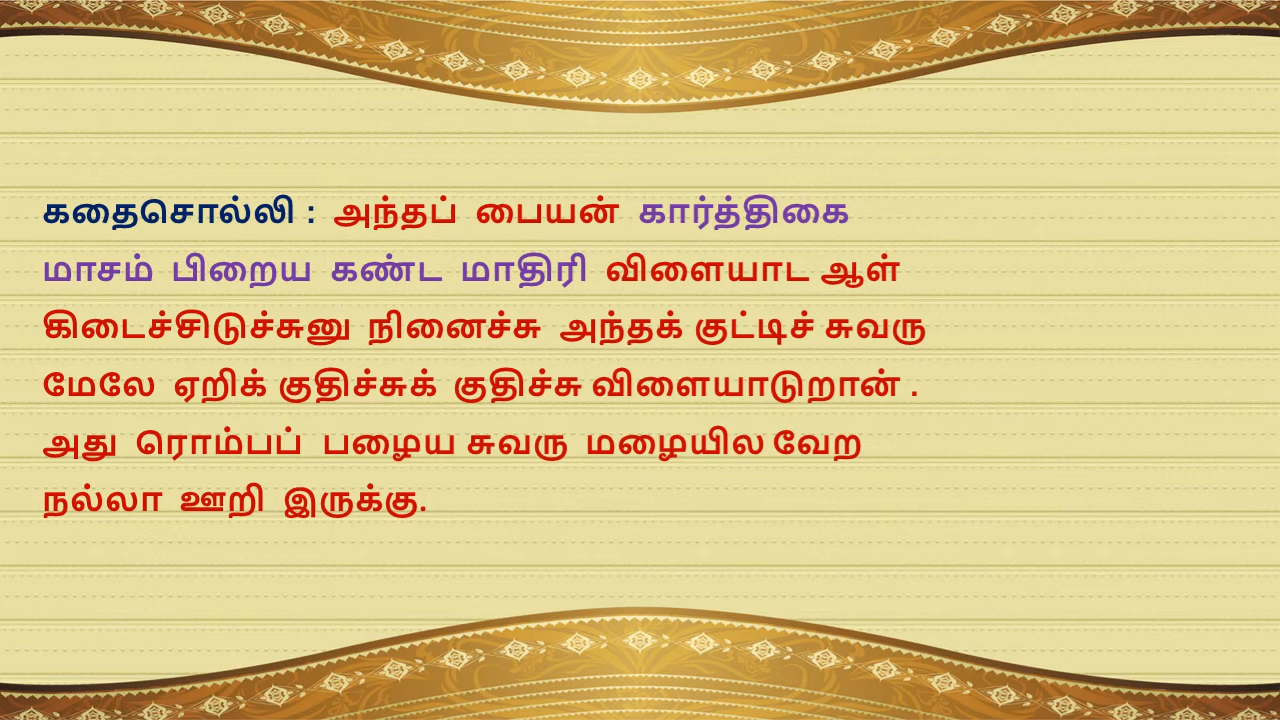 கதைசொல்லி : அந்தப் பையன் கார்த்திகை
மாசம் பிறைய கண்ட மாதிரி விளையாட ஆள்
கிடைச்சிடுச்சுனு நினைச்சு அந்தக் குட்டிச் சுவரு
மேலே ஏறிக் குதிச்சுக் குதிச்சு விளையாடுறான் .
அது ரொம்பப் பழைய சுவரு மழையில வேற
நல்லா ஊறி இருக்கு.